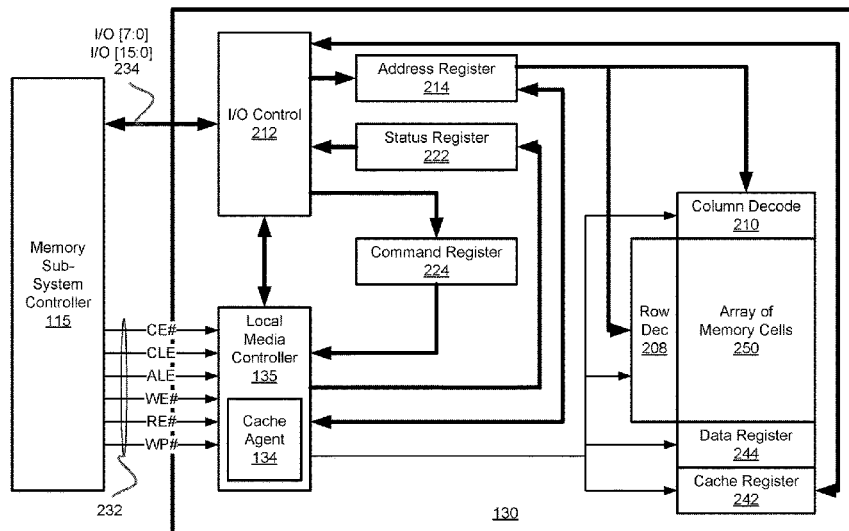 I/O [7:0]
I/O [15:0]
234
Memory
Sub-
System
Controller
115
CE#
CLE
ALE
WE#
RE#
WP#
232
I/O Control
212
Address Register
214
Status Register
222
Command Register
224
Local
Media
Controller
135
Cache
Agent
134
Column Decode
210
Row
Dec
208
Array of
Memory Cells
250
Data Register
244
Cache Register
242
130